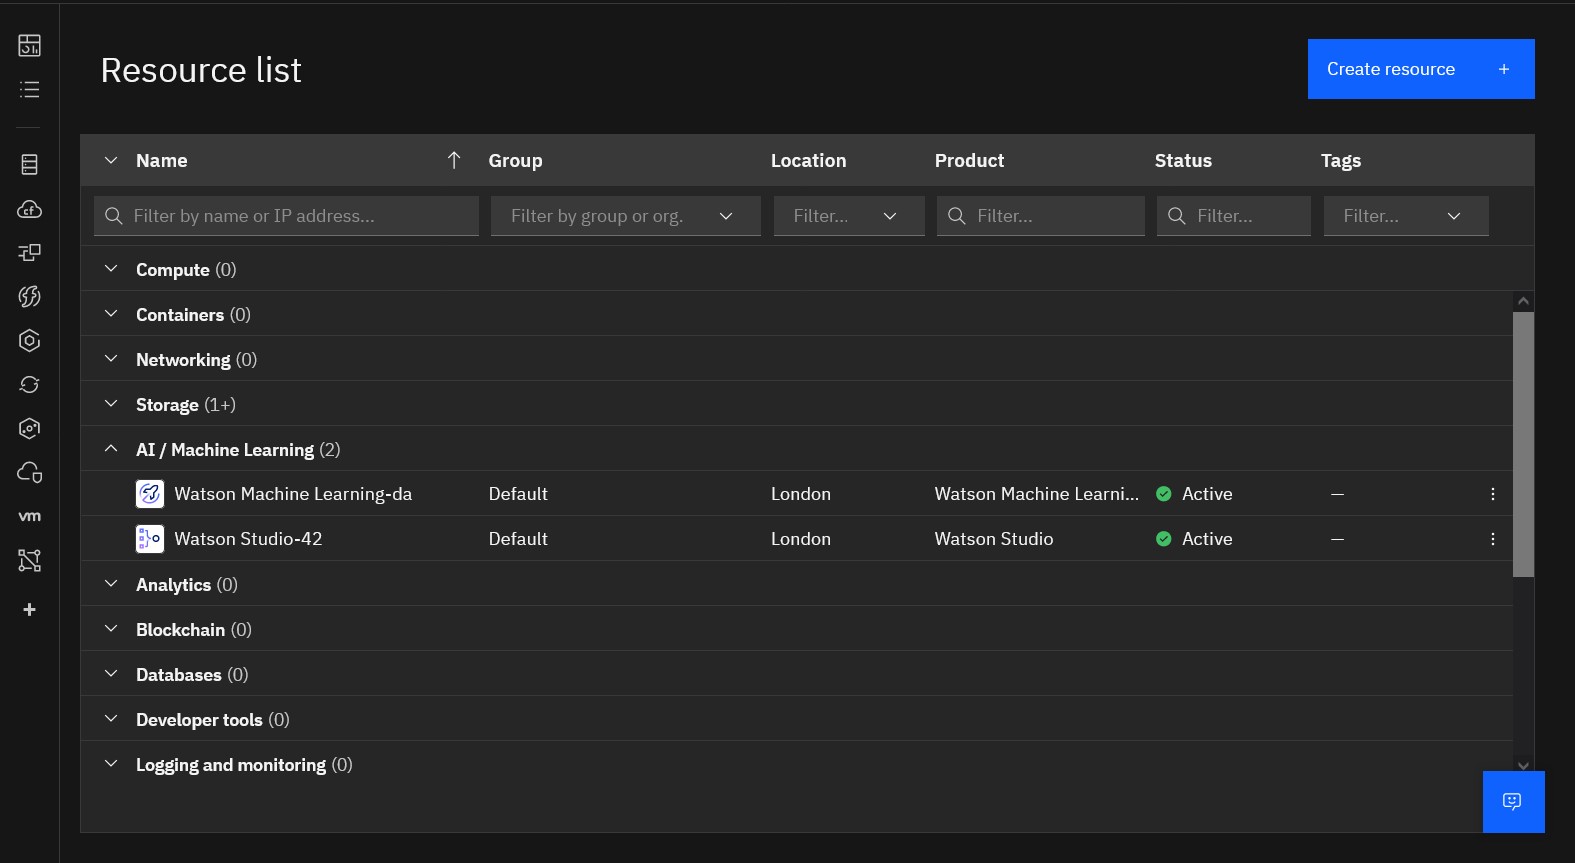 Resource list
Create resource +
Name Group Location Product Status Tags
Filter by name or IP address... Filter by group or org. Filter... Filter... Filter... Filter...
Compute (0)
Containers (0)
Networking (0)
Storage (1+)
AI / Machine Learning (2)
Watson Machine Learning-da Default London Watson Machine Learni... Active —
Watson Studio-42 Default London Watson Studio Active —
Analytics (0)
Blockchain (0)
Databases (0)
Developer tools (0)
Logging and monitoring (0)
cf
vm
+